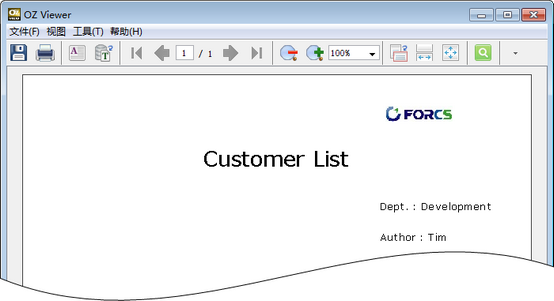 OZ Viewer
文件(F) 视图 工具(T) 帮助(H)
1 / 1 100%
FORCS
Customer List
Dept. : Development
Author : Tim